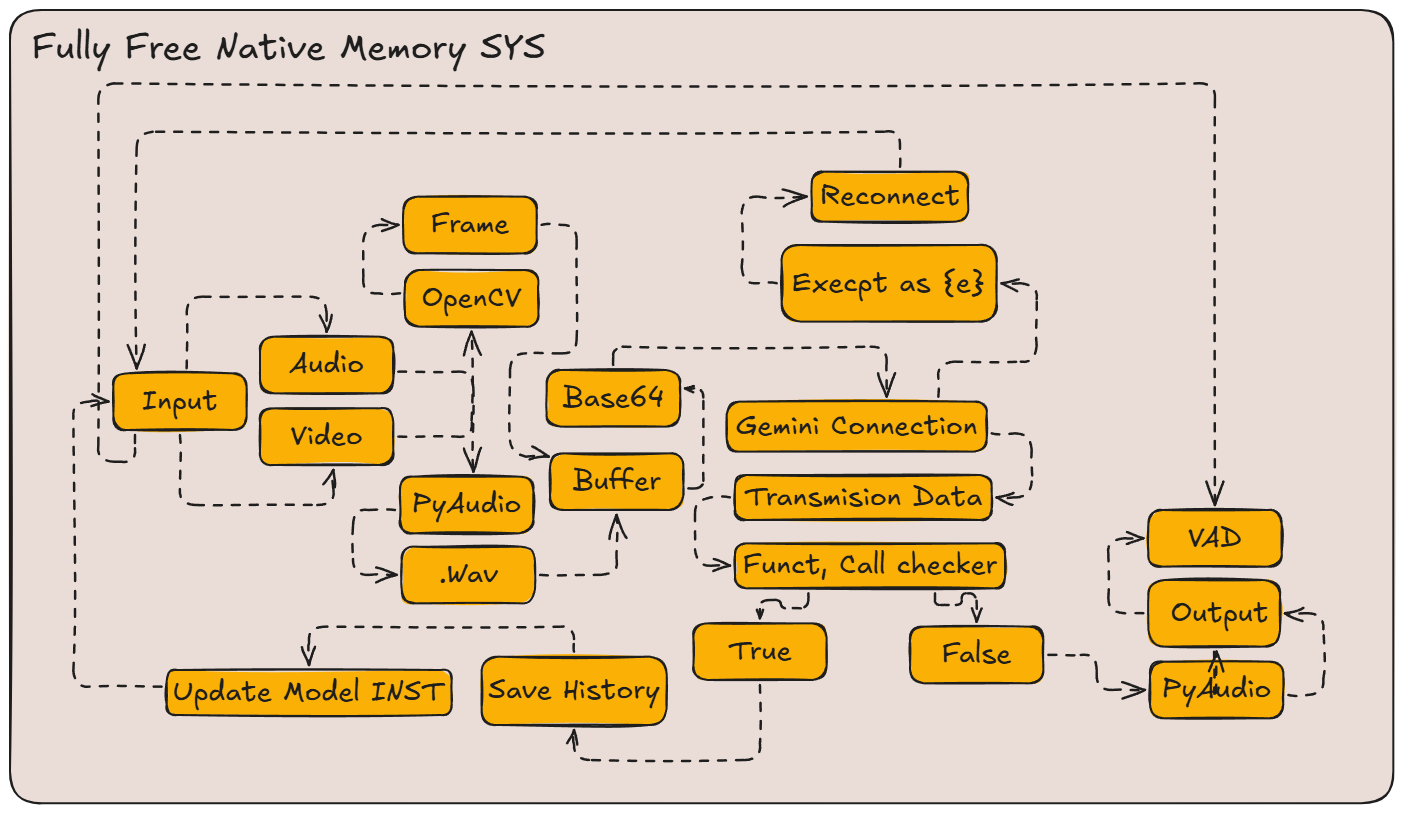 Fully Free Native Memory SYS
Reconnect
Frame
Execpt as {e}
OpenCV
Audio
Input
Base64
Video
Gemini Connection
Buffer
PyAudio
Transmision Data
VAD
.Wav
Funct, Call checker
Output
True
False
Update Model INST
Save History
PyAudio